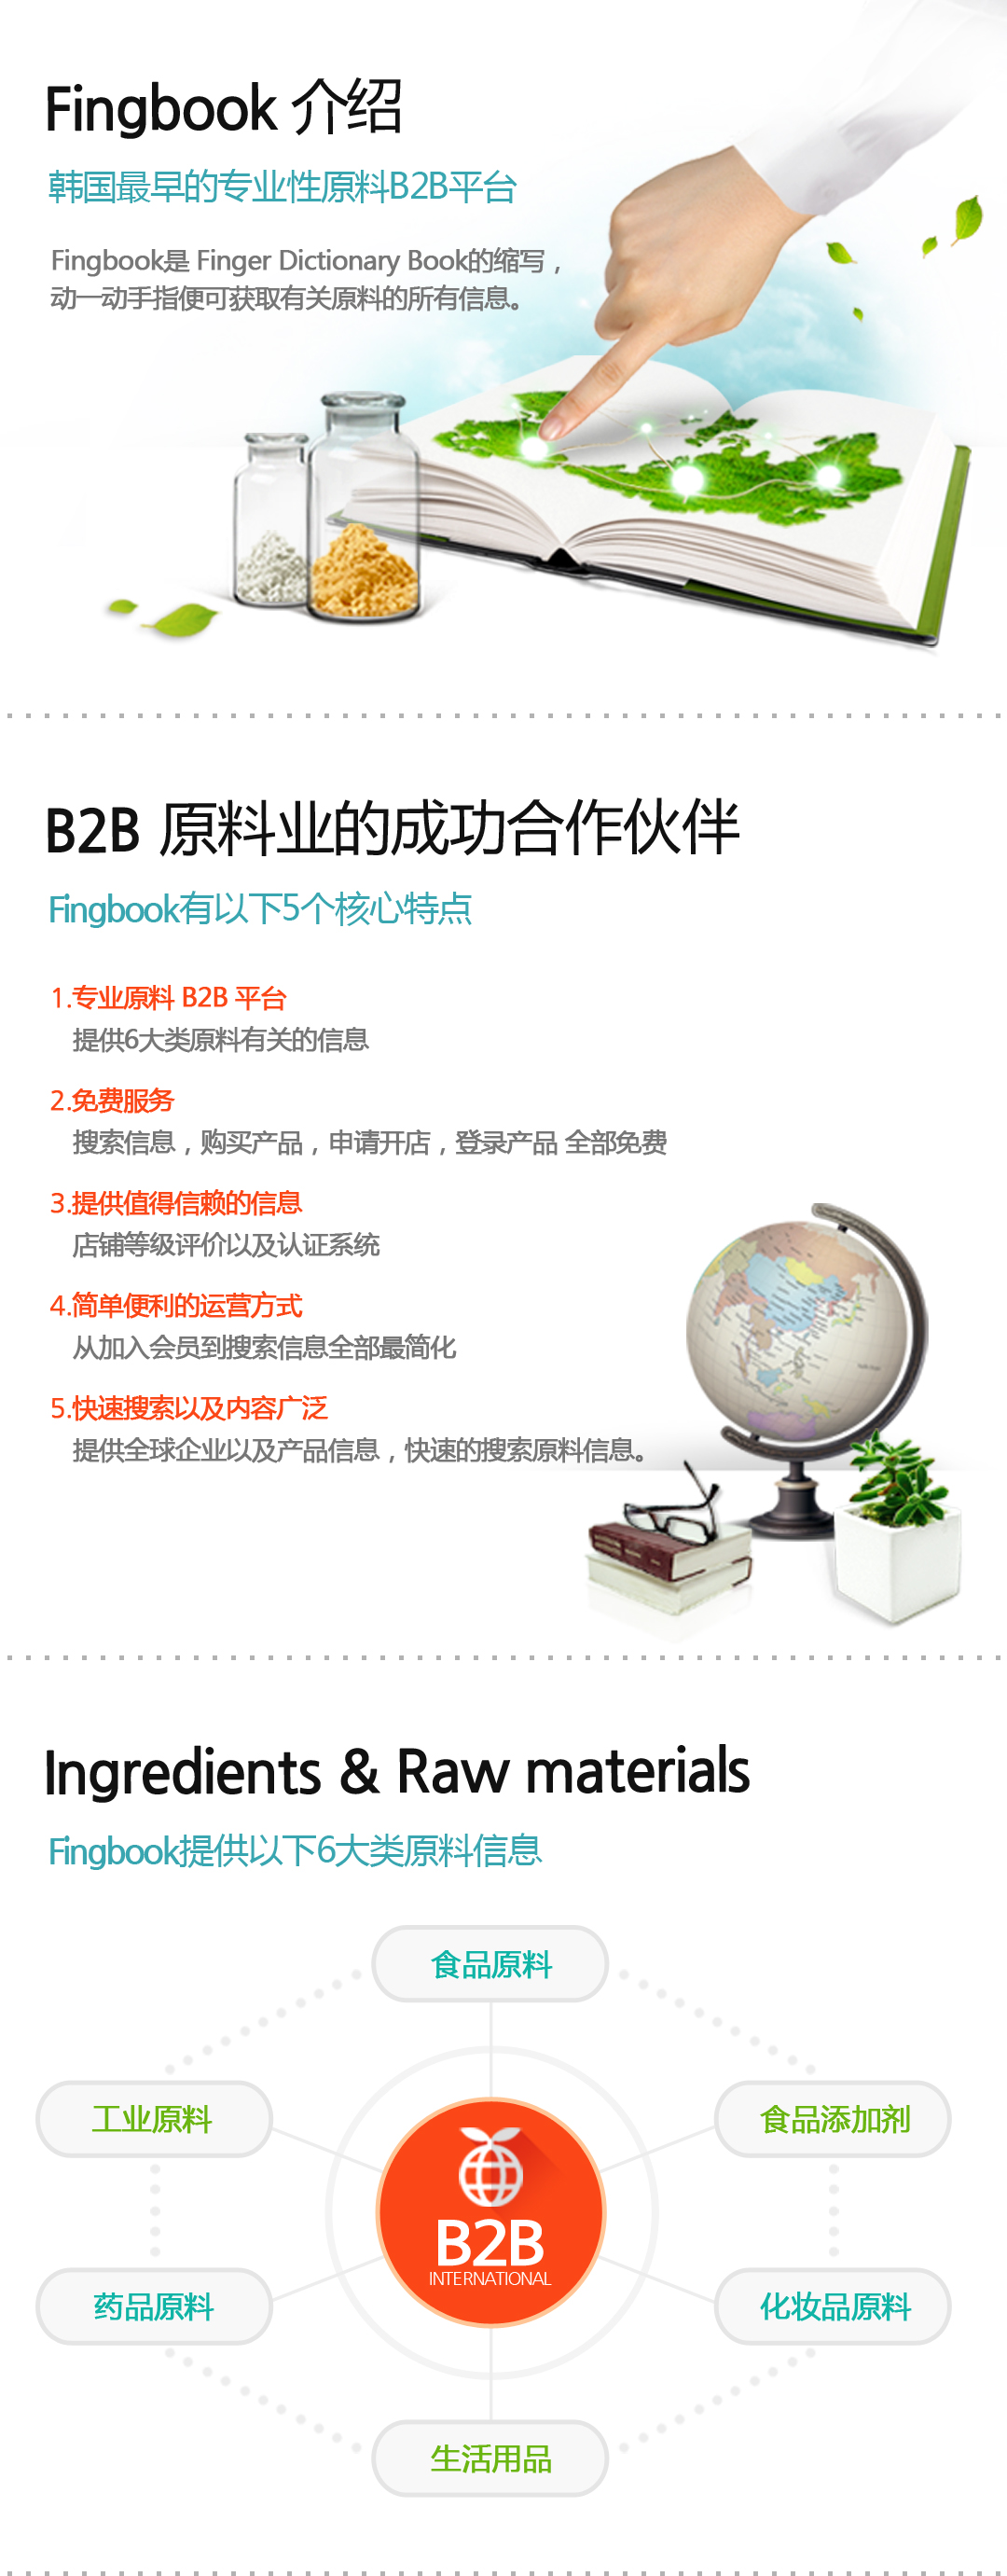 Fingbook 介绍
韩国最早的专业性原料B2B平台
Fingbook是 Finger Dictionary Book的缩写，
动一动手指便可获取有关原料的所有信息。
B2B 原料业的成功合作伙伴
Fingbook有以下5个核心特点
1.专业原料 B2B 平台
提供6大类原料有关的信息
2.免费服务
搜索信息，购买产品，申请开店，登录产品 全部免费
3.提供值得信赖的信息
店铺等级评价以及认证系统
4.简单便利的运营方式
从加入会员到搜索信息全部最简化
5.快速搜索以及内容广泛
提供全球企业以及产品信息，快速的搜索原料信息。
Ingredients & Raw materials
Fingbook提供以下6大类原料信息
食品原料
工业原料
食品添加剂
B2B
INTERNATIONAL
药品原料
化妆品原料
生活用品